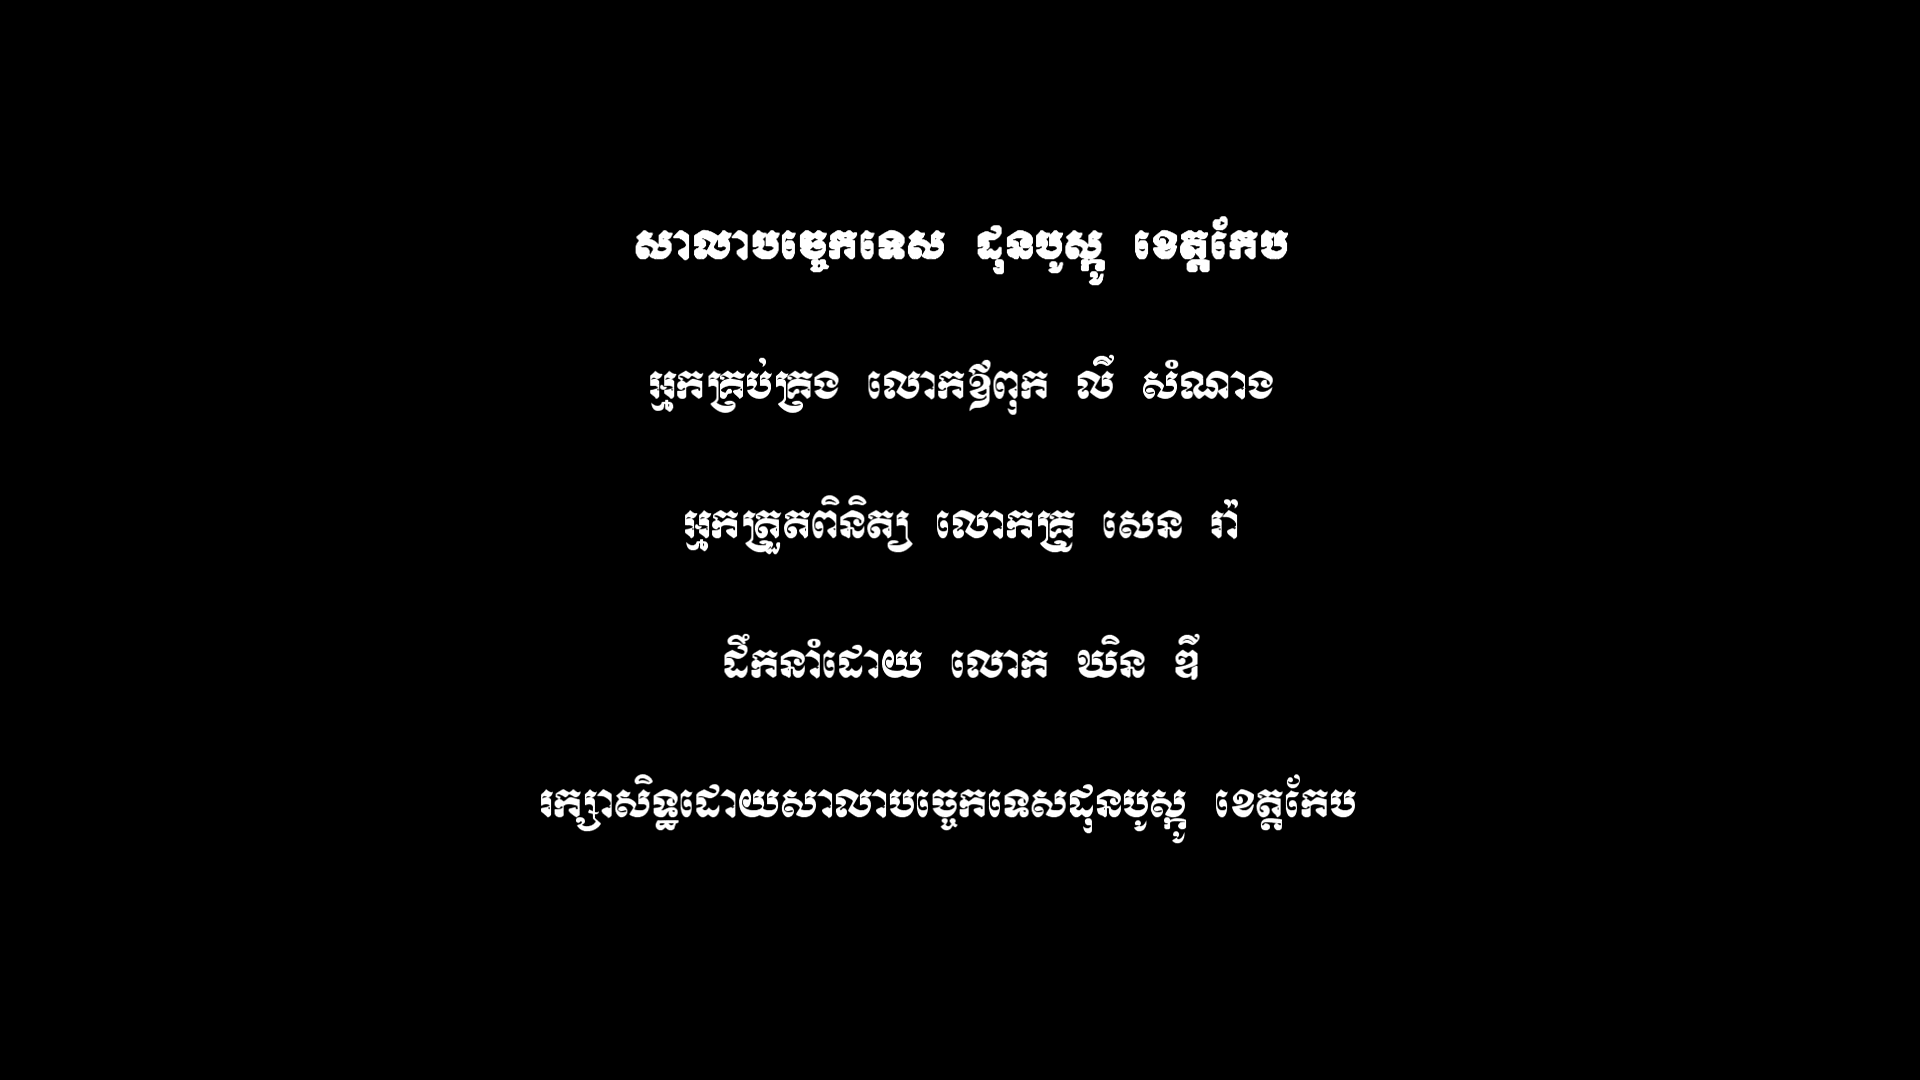 សាលាបច្ចេកទេស ដុនបូស្កូ ខេត្តកែប
អ្នកគ្រប់គ្រង លោកឪពុក លី សំណាង
អ្នកត្រួតពិនិត្យ លោកគ្រូ សេន រ៉ា
ដឹកនាំដោយ លោក ឃិន ឌី
រក្សាសិទ្ធដោយសាលាបច្ចេកទេសដុនបូស្កូ ខេត្តកែប